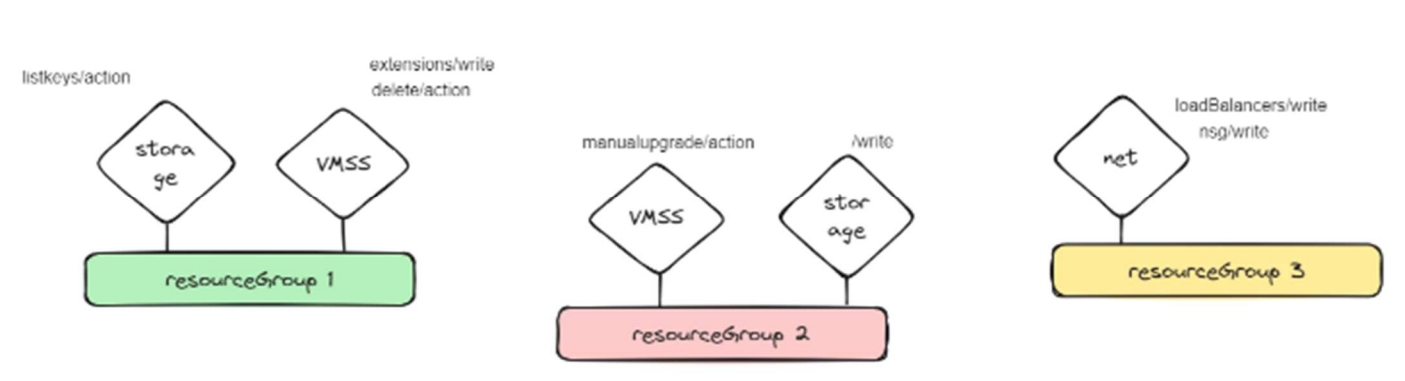 listkeys/action
extensions/write
delete/action
stora
ge
VMSS
resourceGroup 1
manualupgrade/action
/write
VMSS
stor
age
resourceGroup 2
loadBalancers/write
nsg/write
net
resourceGroup 3